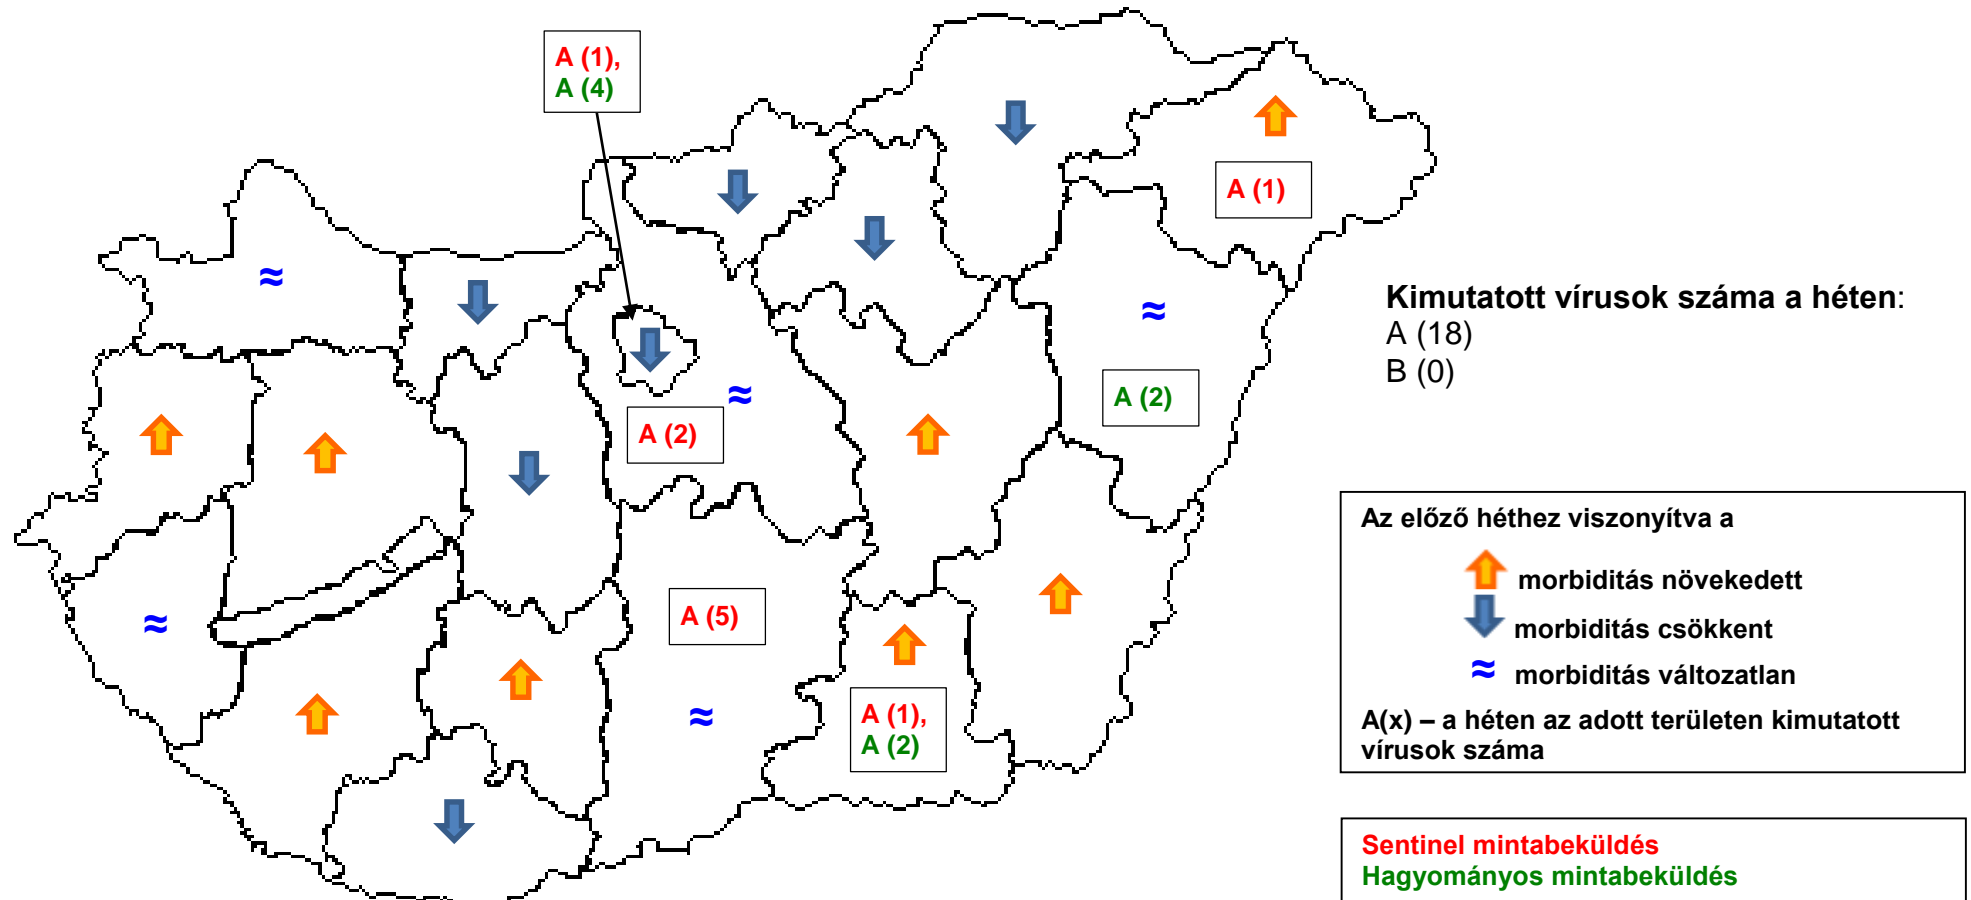 A (1),
A (4)
A (1)
Kimutatott vírusok száma a héten:
A (18)
B (0)
A (2)
A (2)
A (5)
A (1),
A (2)
Az előző héthez viszonyítva a
morbiditás növekedett
morbiditás csökkent
≈ morbiditás változatlan
A(x) – a héten az adott területen kimutatott
vírusok száma
Sentinel mintabeküldés
Hagyományos mintabeküldés